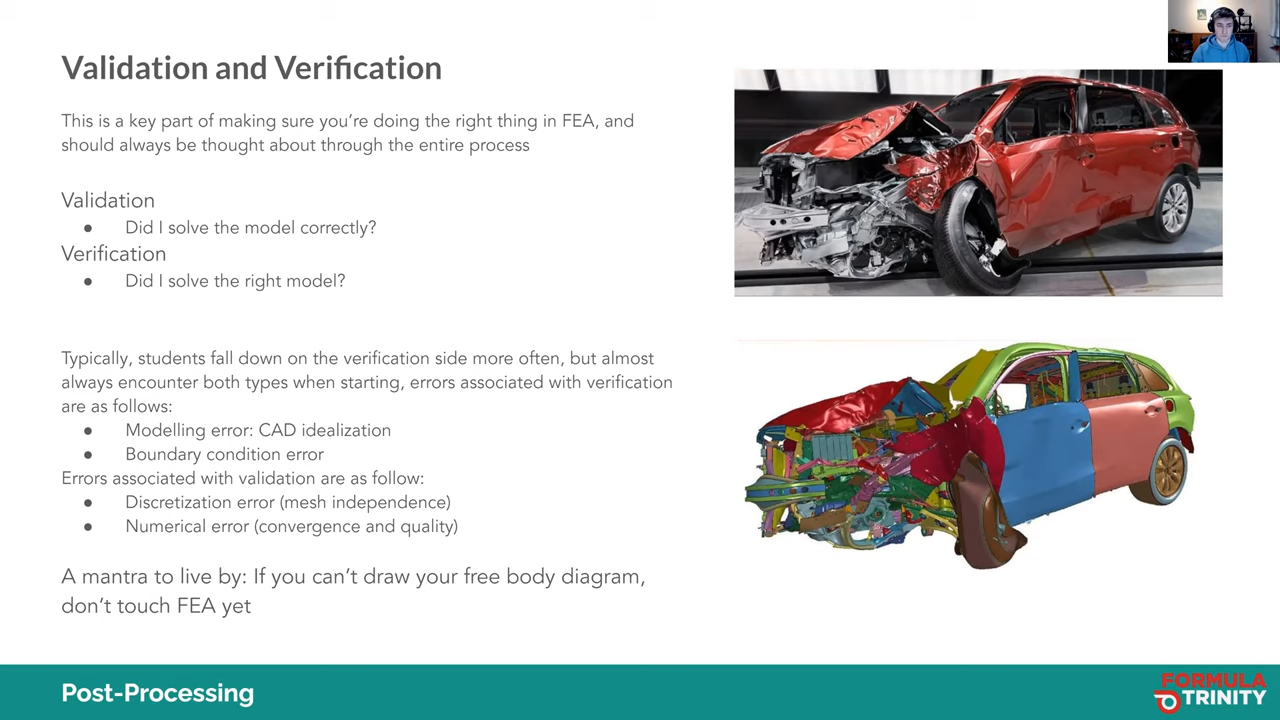 Validation and Verification
This is a key part of making sure you're doing the right thing in FEA, and
should always be thought about through the entire process
Validation
● Did I solve the model correctly?
Verification
● Did I solve the right model?
Typically, students fall down on the verification side more often, but almost
always encounter both types when starting, errors associated with verification
are as follows:
● Modelling error: CAD idealization
● Boundary condition error
Errors associated with validation are as follow:
● Discretization error (mesh independence)
● Numerical error (convergence and quality)
A mantra to live by: If you can't draw your free body diagram,
don't touch FEA yet
Post-Processing
FORMULA
TRINITY